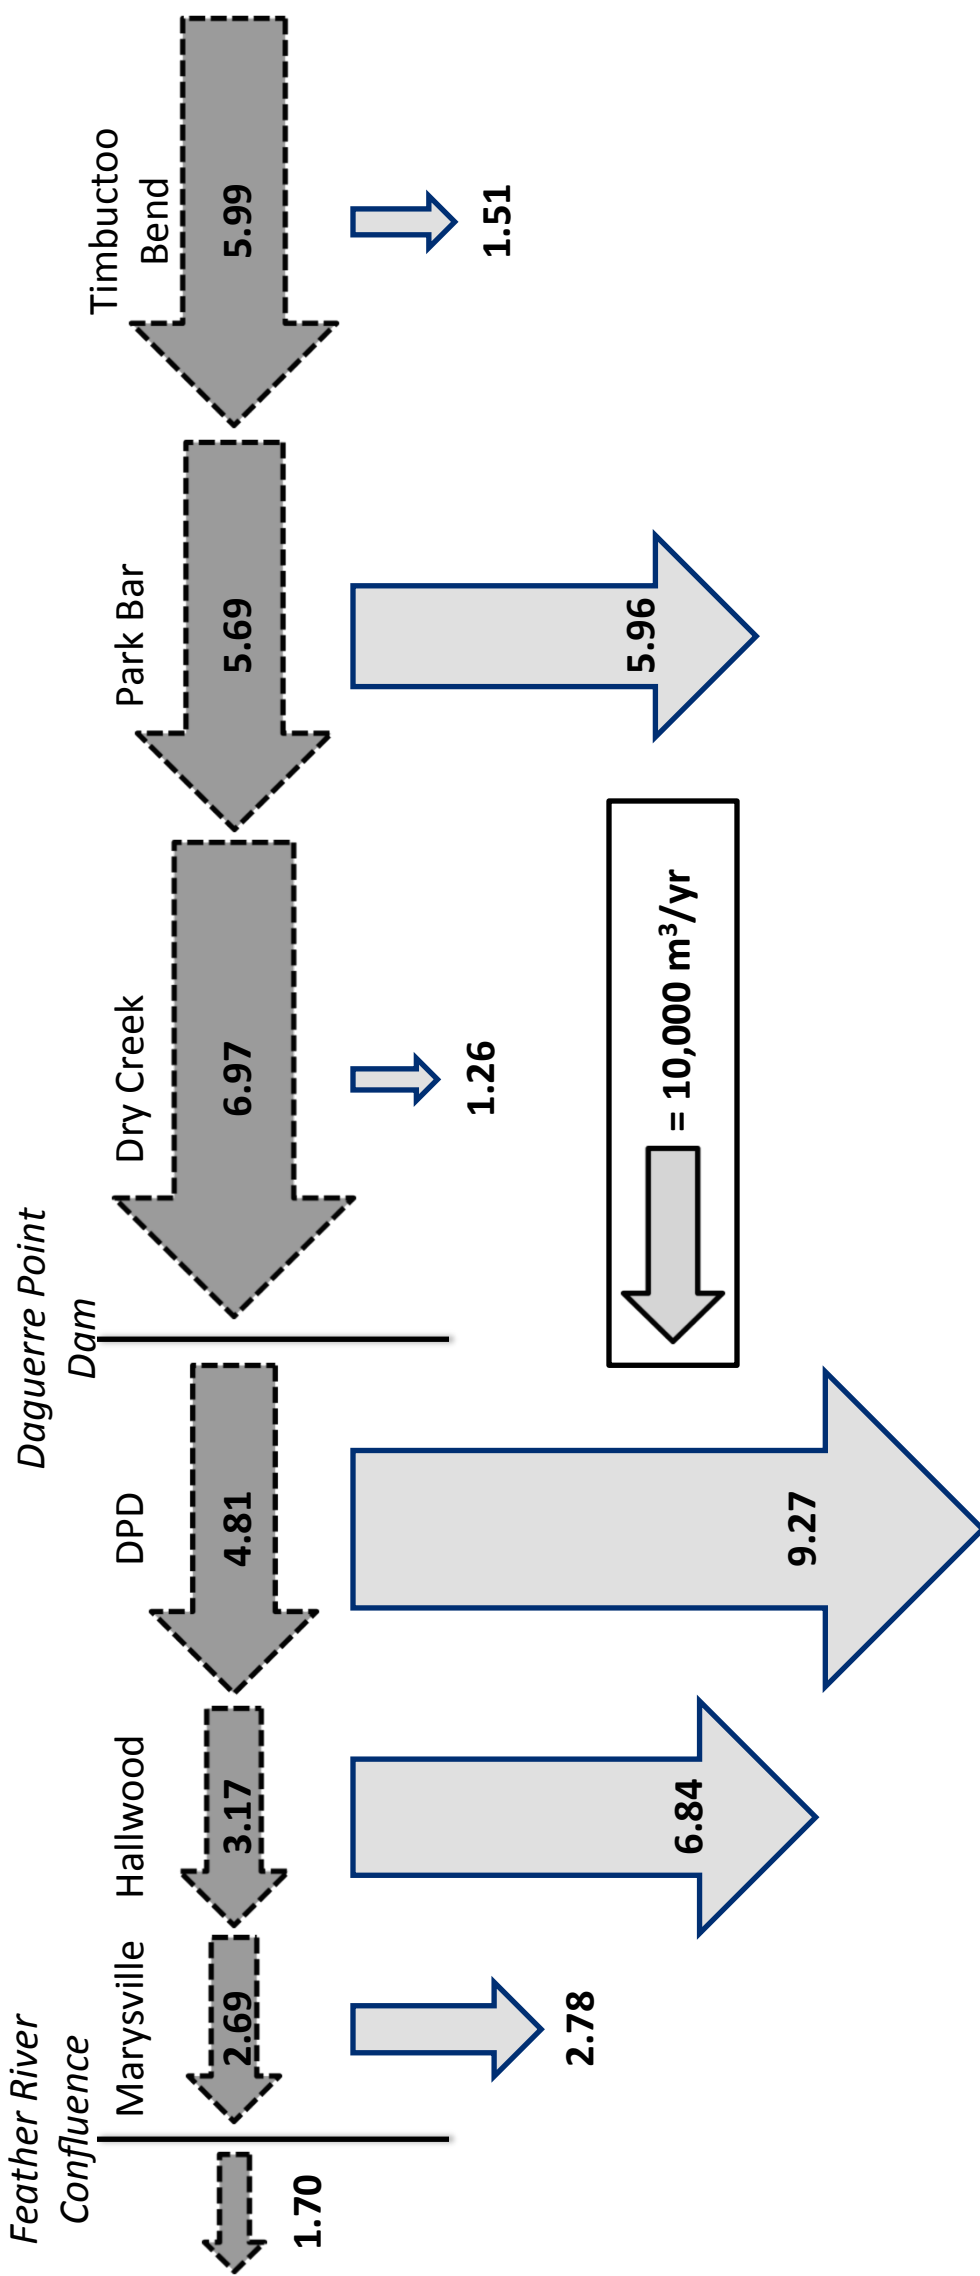 Feather River
Confluence
Daguerre Point
Dam
Marysville
Hallwood
DPD
Dry Creek
Park Bar
Timbuctoo
Bend
1.70
2.69
3.17
4.81
6.97
5.69
5.99
2.78
6.84
9.27
1.26
5.96
1.51
= 10,000 m³/yr